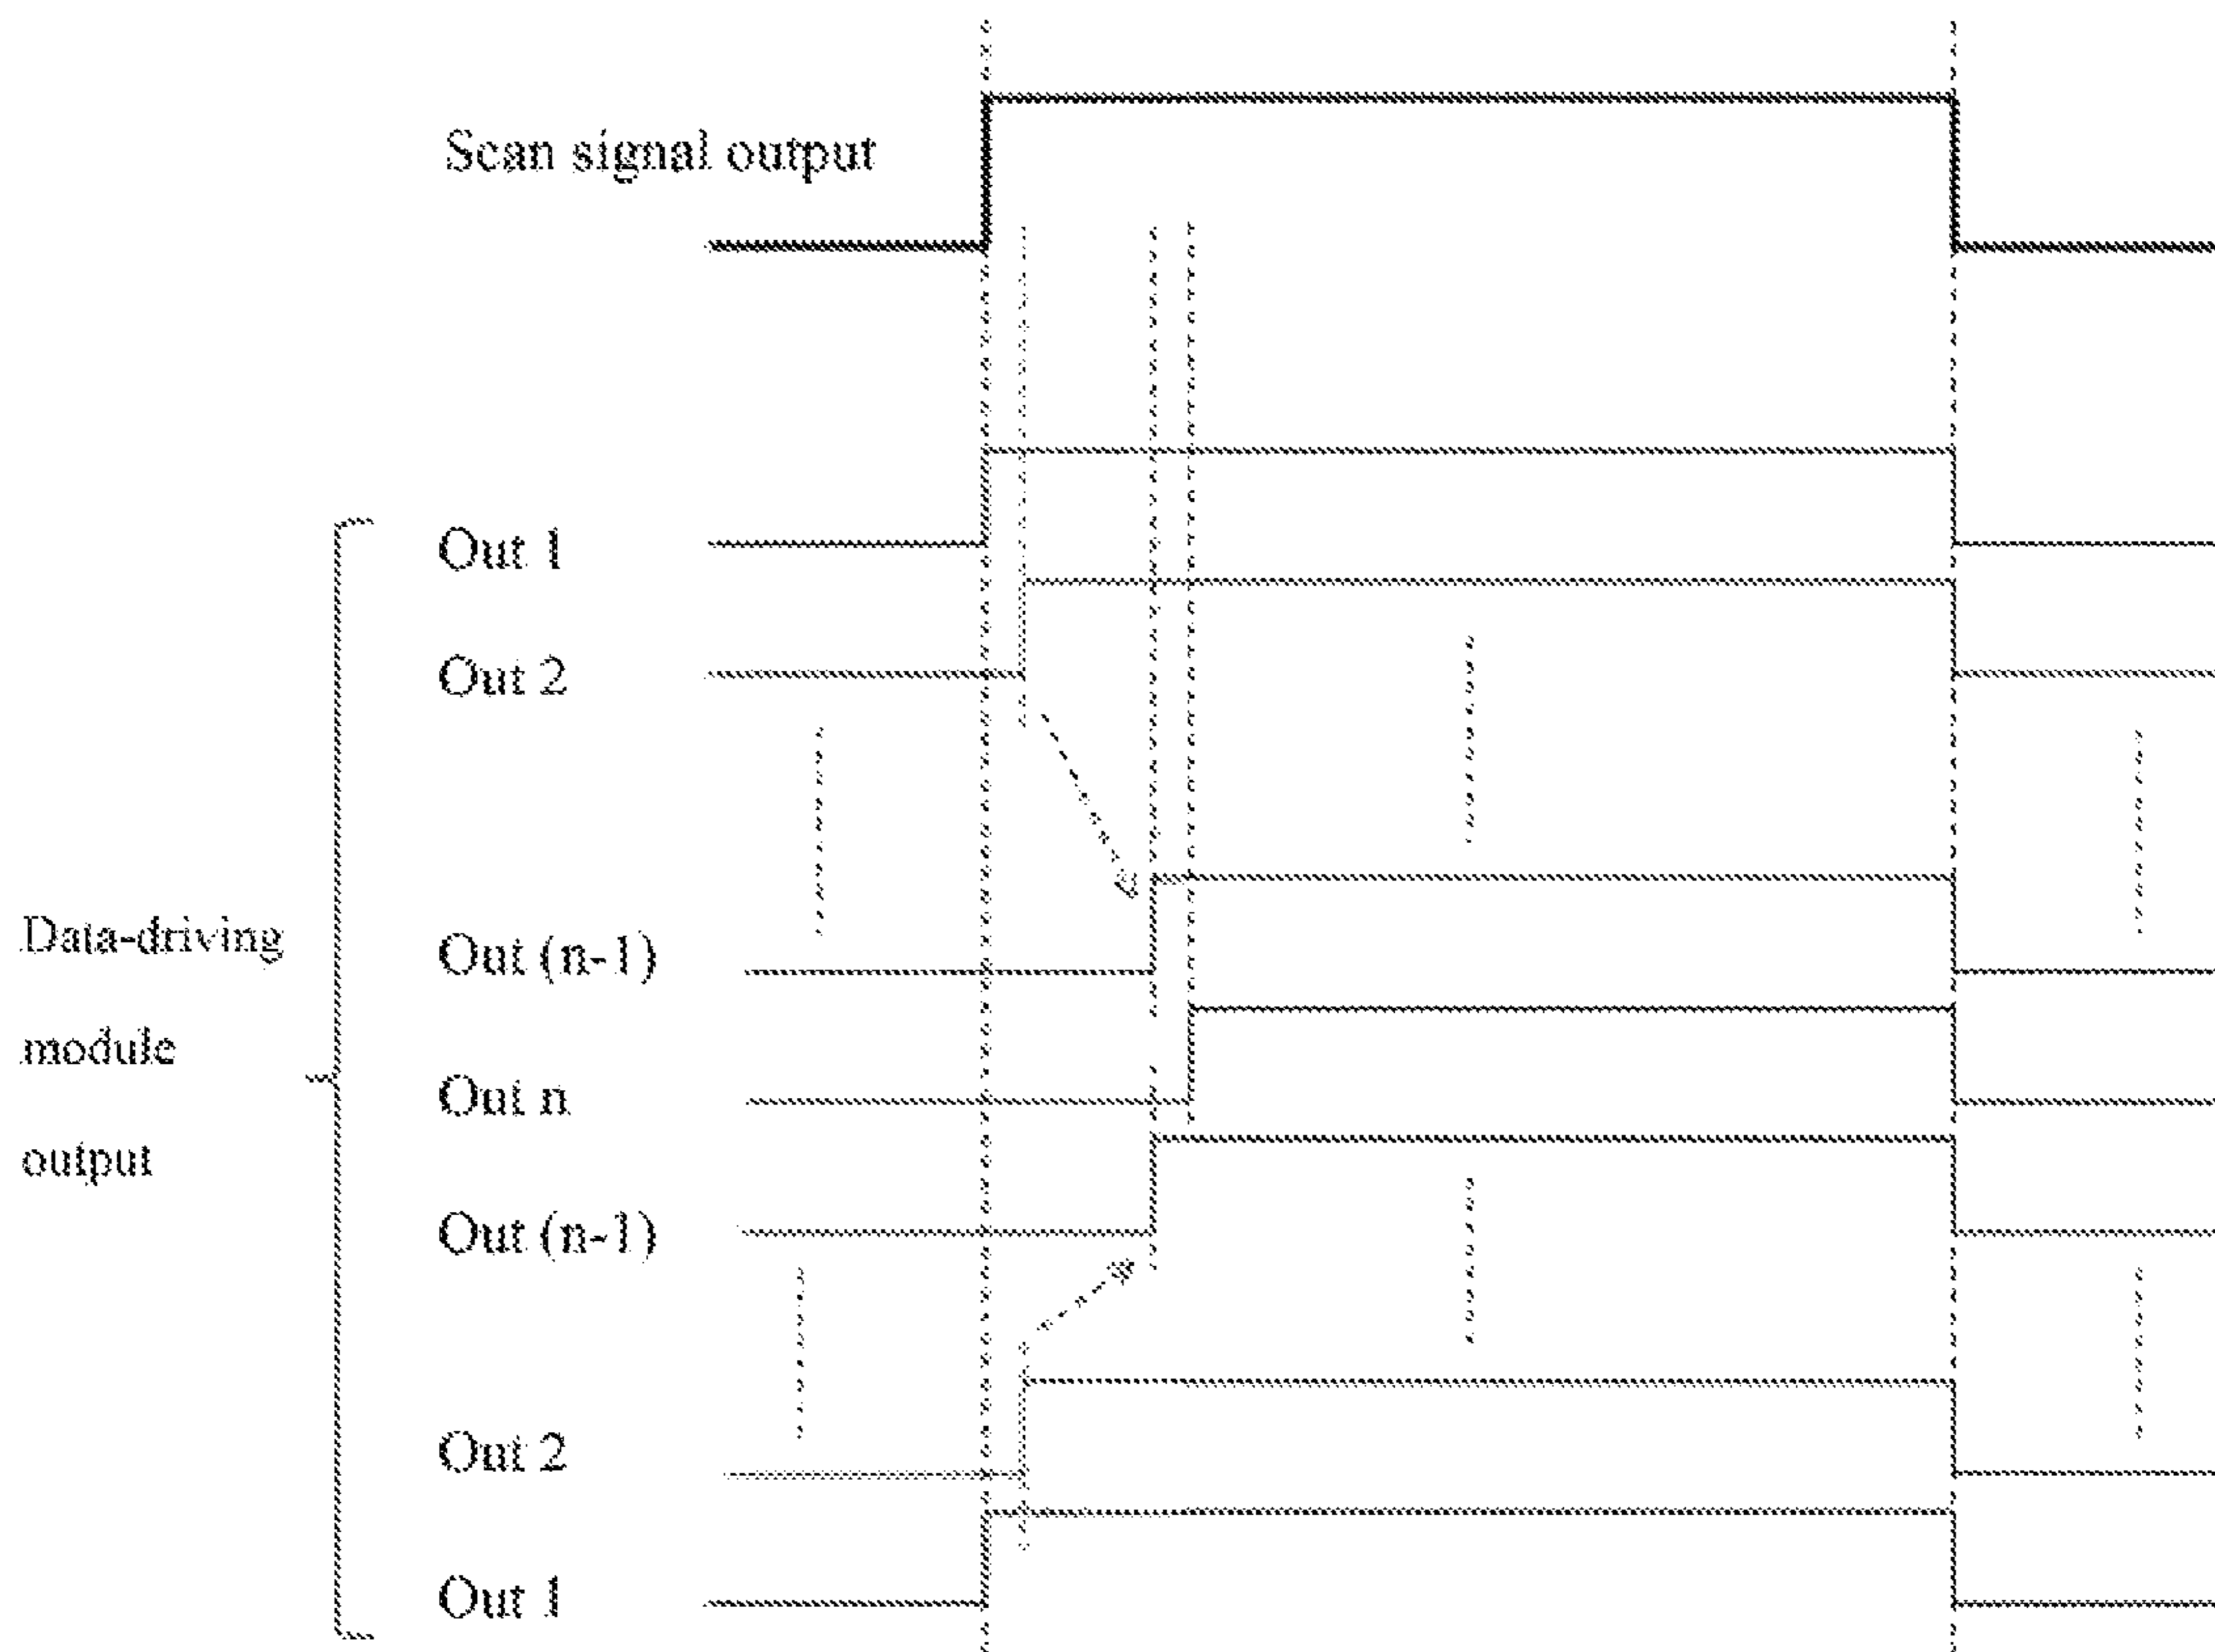 Scan signal output
Out 1
Out 2
Out (n-1)
Out n
Out (n-1)
Out 2
Out 1
Data-driving
module
output